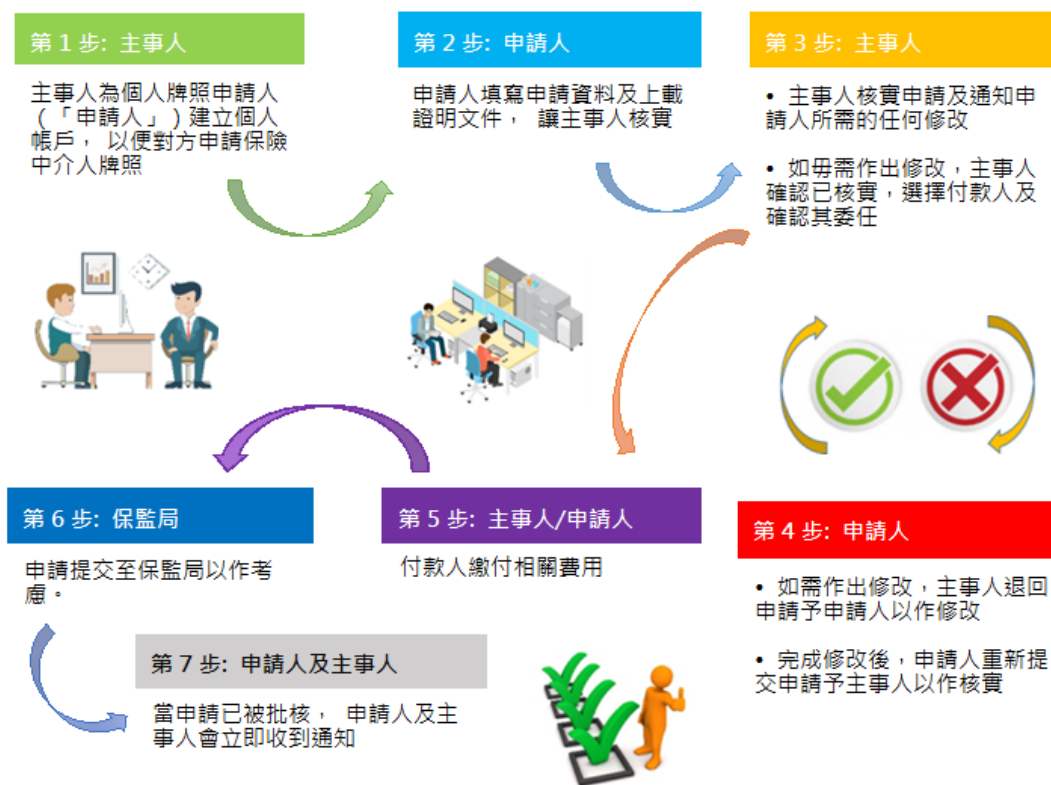 第 1 步: 主事人
主事人為個人牌照申請人
(「申請人」) 建立個人
帳戶， 以便對方申請保險
中介人牌照
第 2 步: 申請人
申請人填寫申請資料及上載
證明文件， 讓主事人核實
第 3 步: 主事人
• 主事人核實申請及通知申
請人所需的任何修改
• 如毋需作出修改，主事人
確認已核實，選擇付款人及
確認其委任
第 4 步: 申請人
• 如需作出修改，主事人退回
申請予申請人以作修改
• 完成修改後，申請人重新提
交申請予主事人以作核實
第 5 步: 主事人/申請人
付款人繳付相關費用
第 6 步: 保監局
申請提交至保監局以作考
慮。
第 7 步: 申請人及主事人
當申請已被批核， 申請人及主
事人會立即收到通知